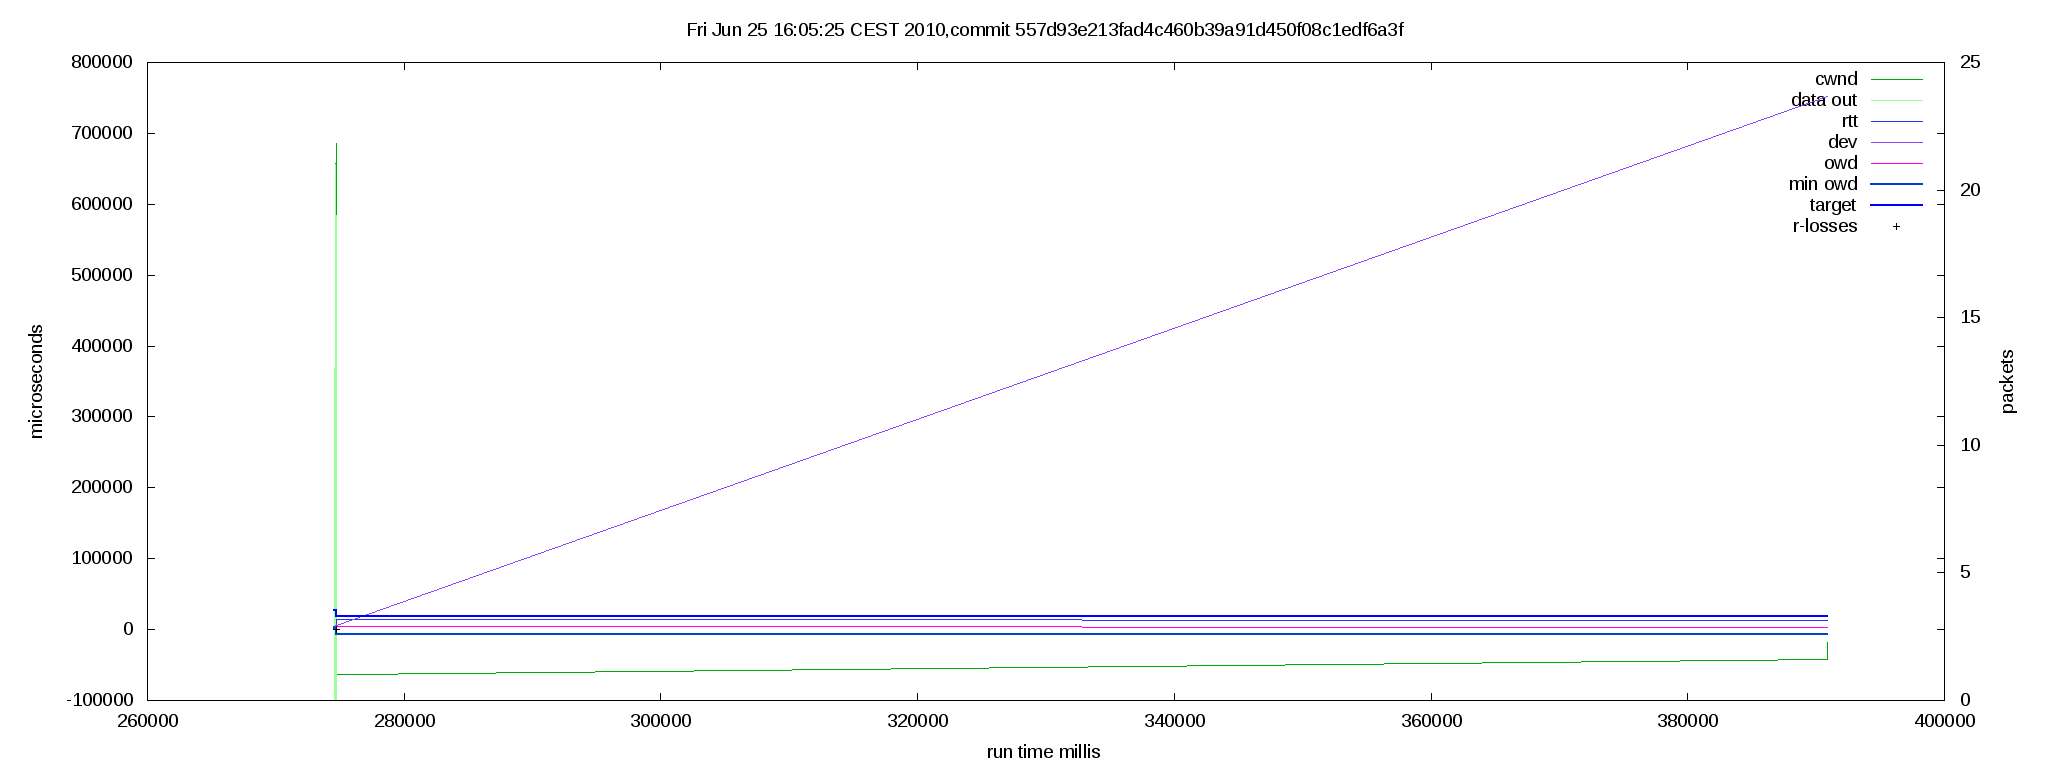 Fri Jun 25 16:05:25 CEST 2010,commit 557d93e213fad4c460b39a91d450f08c1edf6a3f
800000
700000
600000
500000
400000
300000
200000
100000
0
-100000
microseconds
25
20
15
10
5
0
packets
cwnd
data out
rtt
dev
owd
min owd
target
r-losses
260000 280000 300000 320000 340000 360000 380000 400000
run time millis